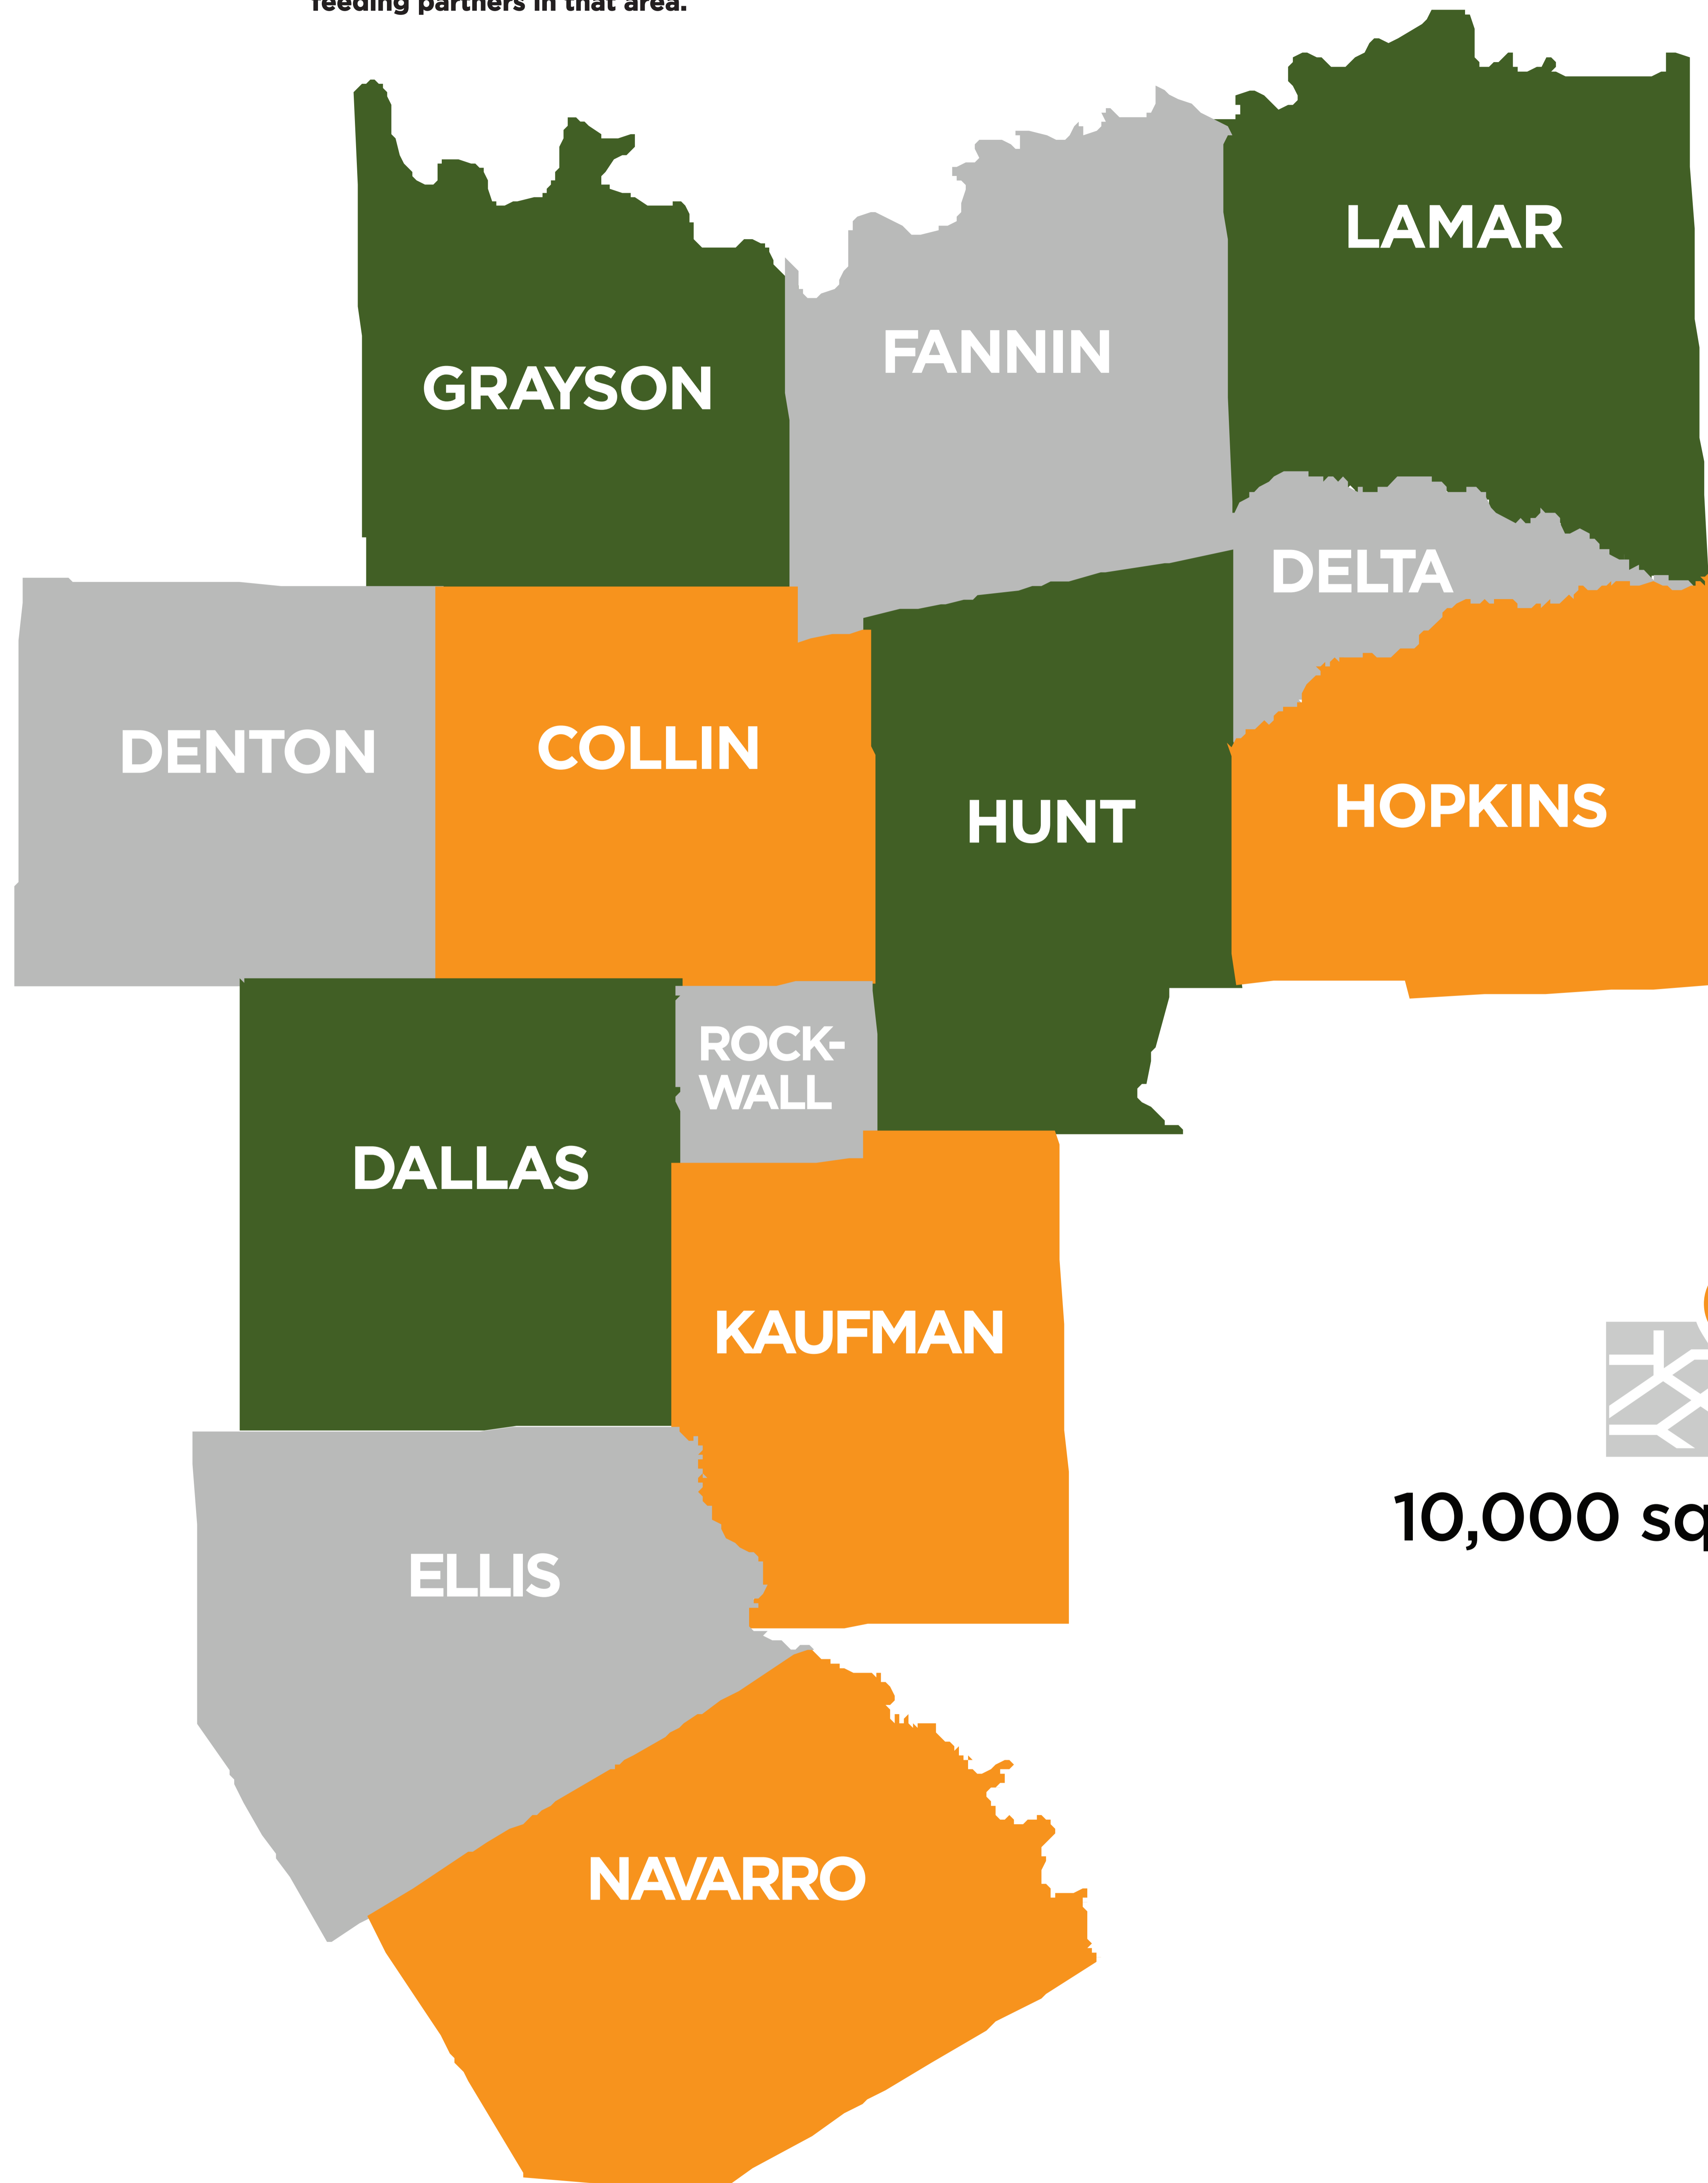 feeding partners in that area.
LAMAR
FANNIN
GRAYSON
DELTA
DENTON
COLLIN
HOPKINS
HUNT
ROCK-
WALL
DALLAS
KAUFMAN
10,000 sq
ELLIS
NAVARRO